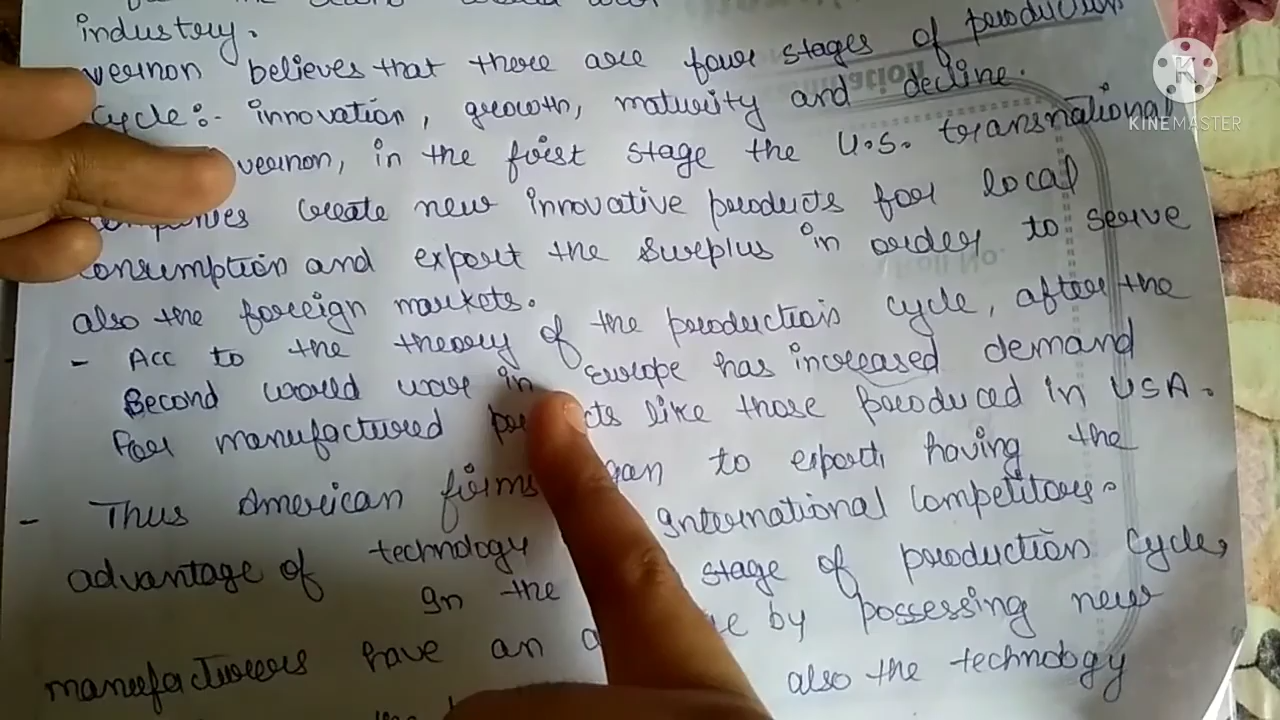 industry.
vernon believes that there are four stages of production
cycle:- innovation, growth, maturity and decline.
vernon, in the first stage the U.S. transnational
create new innovative products for local
consumption and export the surplus in order to serve
also the foreign markets.
- Acc to the theory of the production cycle, after the
Second world war in Europe has increased demand
For manufactured like those produced in USA.
- Thus American firms to export, having the
advantage of technology International Competitors.
In the stage of production cycle,
manufacturers have an by possessing new
also the technology
KINEMASTER